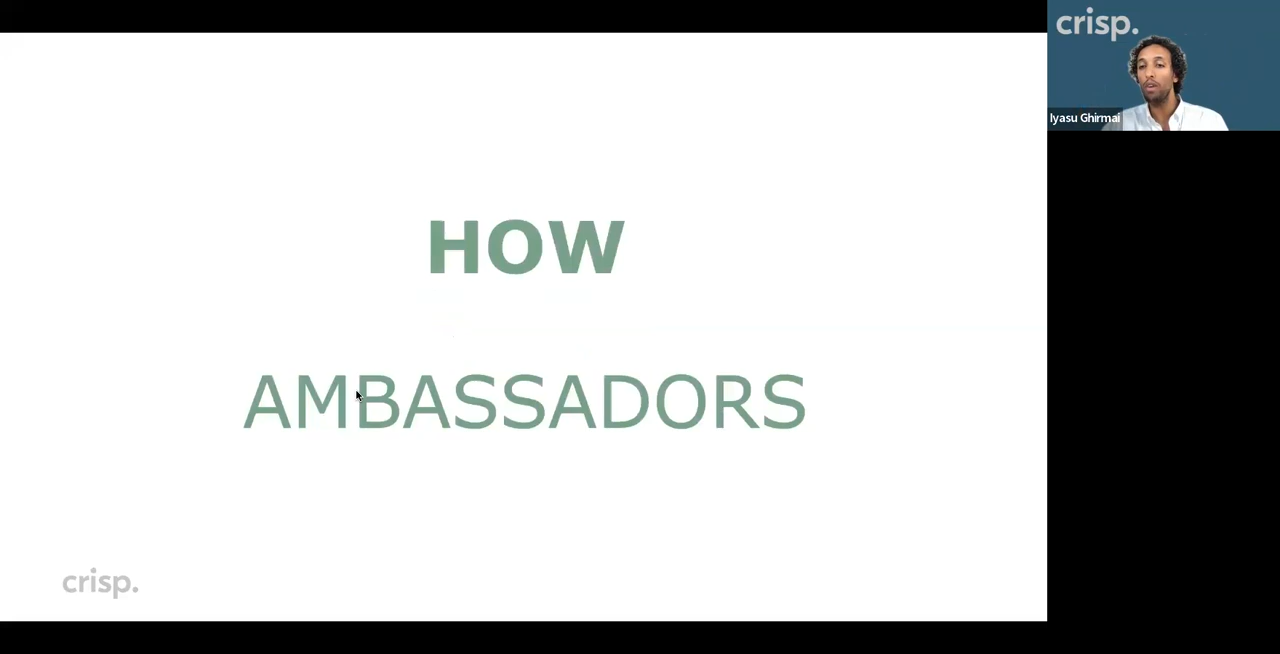 crisp.
Iyasu Ghirmai
HOW
AMBASSADORS
crisp.